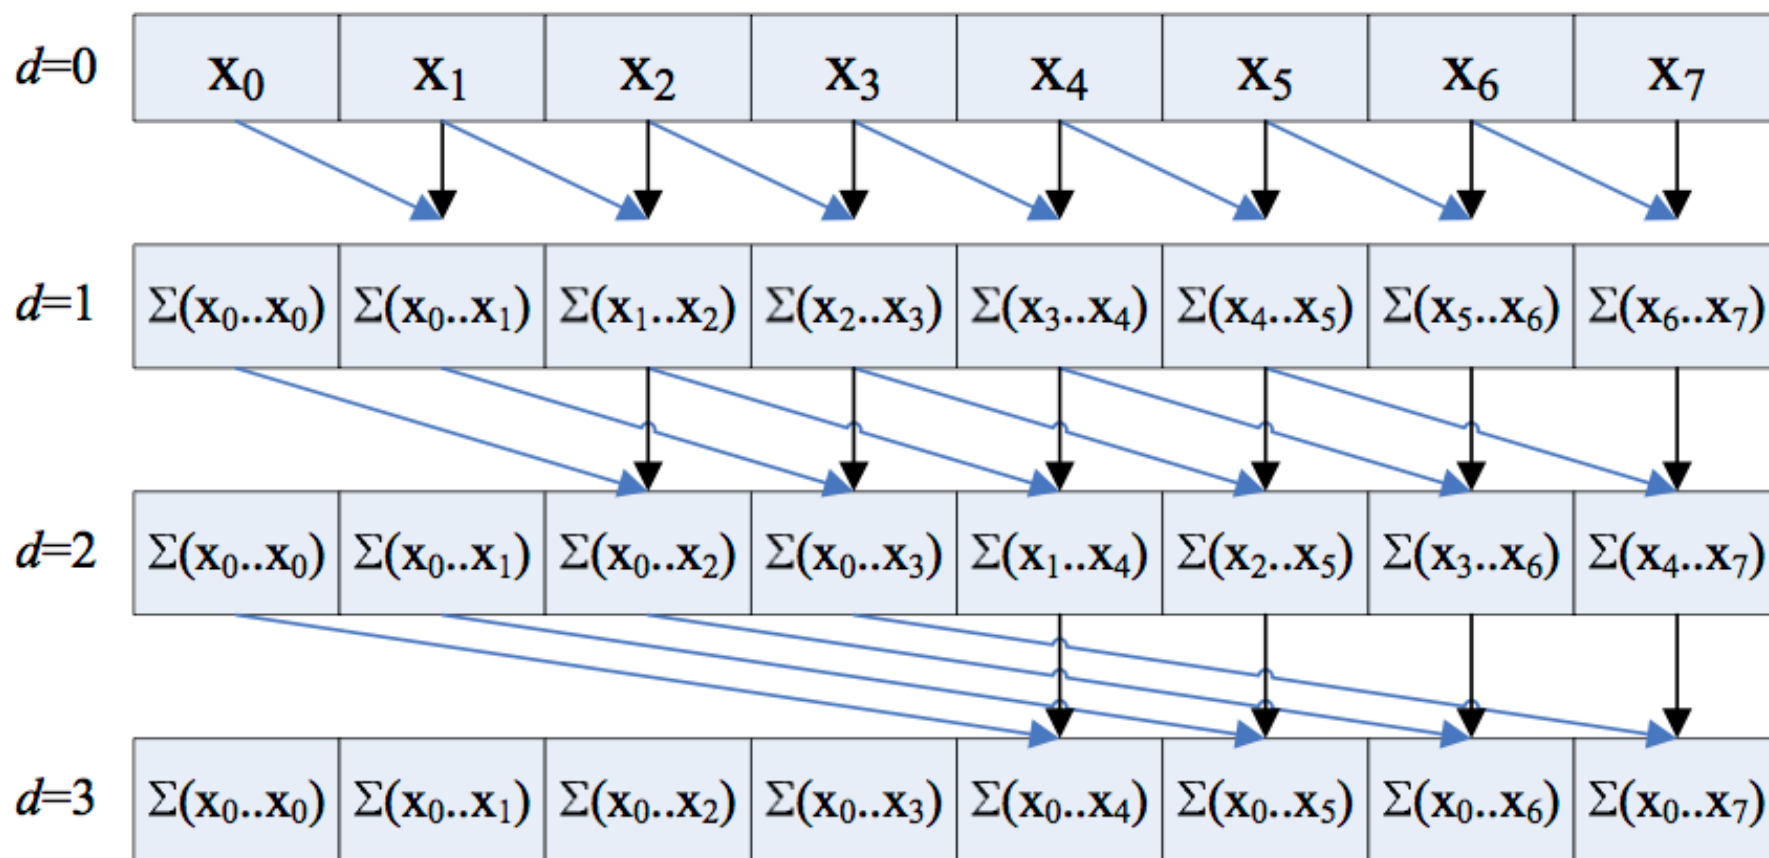 d=0 x₀ x₁ x₂ x₃ x₄ x₅ x₆ x₇
d=1 Σ(x₀..x₀) Σ(x₀..x₁) Σ(x₁..x₂) Σ(x₂..x₃) Σ(x₃..x₄) Σ(x₄..x₅) Σ(x₅..x₆) Σ(x₆..x₇)
d=2 Σ(x₀..x₀) Σ(x₀..x₁) Σ(x₀..x₂) Σ(x₀..x₃) Σ(x₁..x₄) Σ(x₂..x₅) Σ(x₃..x₆) Σ(x₄..x₇)
d=3 Σ(x₀..x₀) Σ(x₀..x₁) Σ(x₀..x₂) Σ(x₀..x₃) Σ(x₀..x₄) Σ(x₀..x₅) Σ(x₀..x₆) Σ(x₀..x₇)